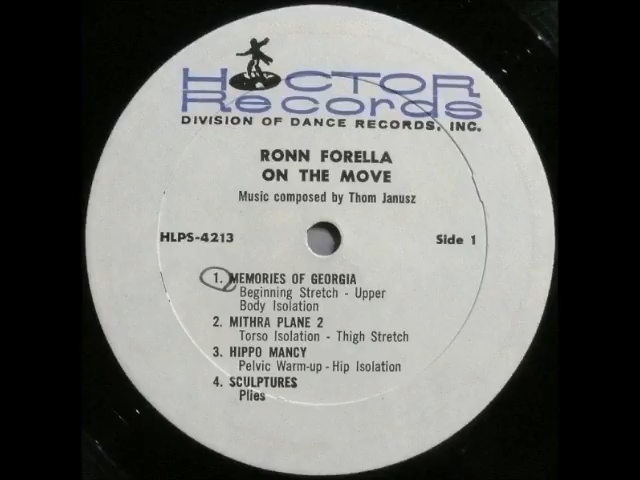 HOCTOR
Records
DIVISION OF DANCE RECORDS, INC.
RONN FORELLA
ON THE MOVE
Music composed by Thom Janusz
HLPS-4213
Side 1
1. MEMORIES OF GEORGIA
Beginning Stretch - Upper
Body Isolation
2. MITHRA PLANE 2
Torso Isolation - Thigh Stretch
3. HIPPO MANCY
Pelvic Warm-up - Hip Isolation
4. SCULPTURES
Plies